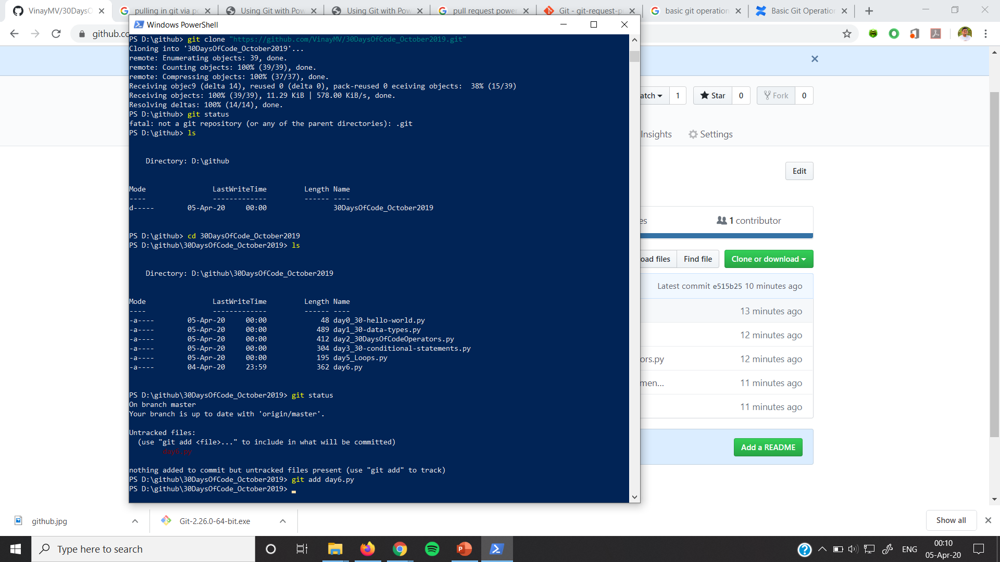 VinayMV/30DaysO
pulling in git via po
Using Git with Pow
Using Git with Pow
pull request power
Git - git-request-p
basic git operation
Basic Git Operatio
github.co
Windows PowerShell
PS D:\github> git clone "https://github.com/VinayMV/30DaysOfCode_October2019.git"
Cloning into '30DaysOfCode_October2019'...
remote: Enumerating objects: 39, done.
remote: Counting objects: 100% (39/39), done.
remote: Compressing objects: 100% (37/37), done.
Receiving objec9 (delta 14), reused 0 (delta 0), pack-reused 0 eceiving objects:  38% (15/39)
Receiving objects: 100% (39/39), 11.29 KiB | 578.00 KiB/s, done.
Resolving deltas: 100% (14/14), done.
PS D:\github> git status
fatal: not a git repository (or any of the parent directories): .git
PS D:\github> ls
Directory: D:\github
Mode LastWriteTime Length Name
---- ------------- ------ ----
d----- 05-Apr-20 00:00 30DaysOfCode_October2019
PS D:\github> cd 30DaysOfCode_October2019
PS D:\github\30DaysOfCode_October2019> ls
Directory: D:\github\30DaysOfCode_October2019
Mode LastWriteTime Length Name
---- ------------- ------ ----
-a---- 05-Apr-20 00:00 48 day0_30-hello-world.py
-a---- 05-Apr-20 00:00 489 day1_30-data-types.py
-a---- 05-Apr-20 00:00 412 day2_30DaysOfCodeOperators.py
-a---- 05-Apr-20 00:00 304 day3_30-conditional-statements.py
-a---- 05-Apr-20 00:00 195 day5_Loops.py
-a---- 04-Apr-20 23:59 362 day6.py
PS D:\github\30DaysOfCode_October2019> git status
On branch master
Your branch is up to date with 'origin/master'.
Untracked files:
(use "git add <file>..." to include in what will be committed)
day6.py
nothing added to commit but untracked files present (use "git add" to track)
PS D:\github\30DaysOfCode_October2019> git add day6.py
PS D:\github\30DaysOfCode_October2019>
atch 1 Star 0 Fork 0
Insights Settings
Edit
es 1 contributor
oad files Find file Clone or download
Latest commit e515b25 10 minutes ago
13 minutes ago
12 minutes ago
ors.py 12 minutes ago
men... 11 minutes ago
11 minutes ago
Add a README
github.jpg
Git-2.26.0-64-bit.exe
Show all
Type here to search
ENG
00:10
05-Apr-20